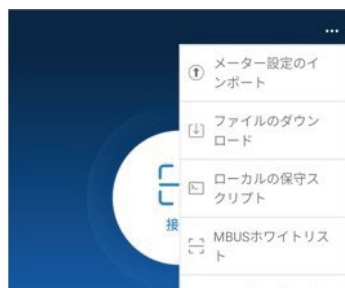 メーター設定のイ
ンポート
ファイルのダウン
ロード
ローカルの保守ス
クリプト
接
MBUSホワイトリス
ト